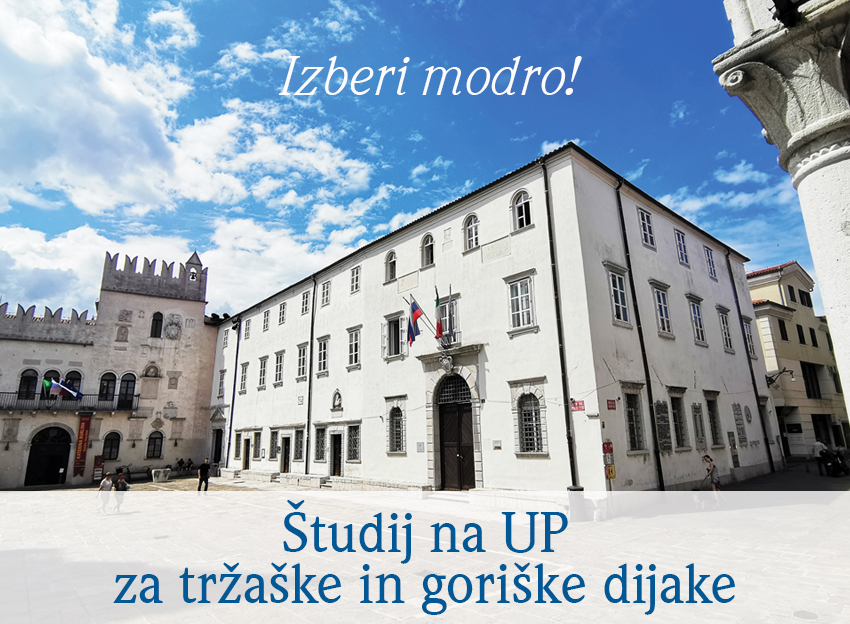 Izberi modro!
Študij na UP
za tržaške in goriške dijake